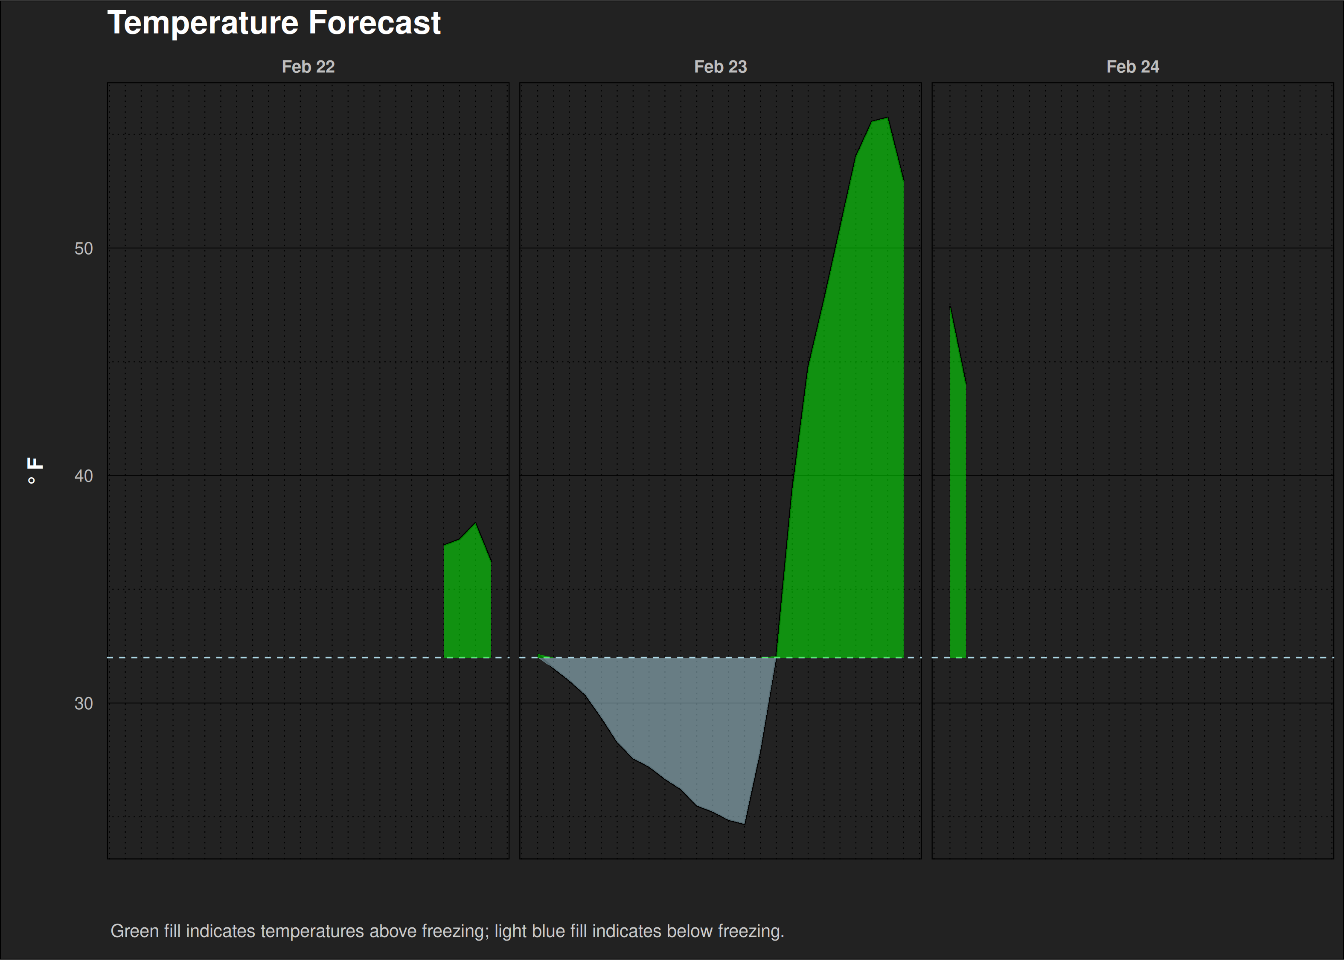 Temperature Forecast
Feb 22
Feb 23
Feb 24
50
40
30
° F
Green fill indicates temperatures above freezing; light blue fill indicates below freezing.